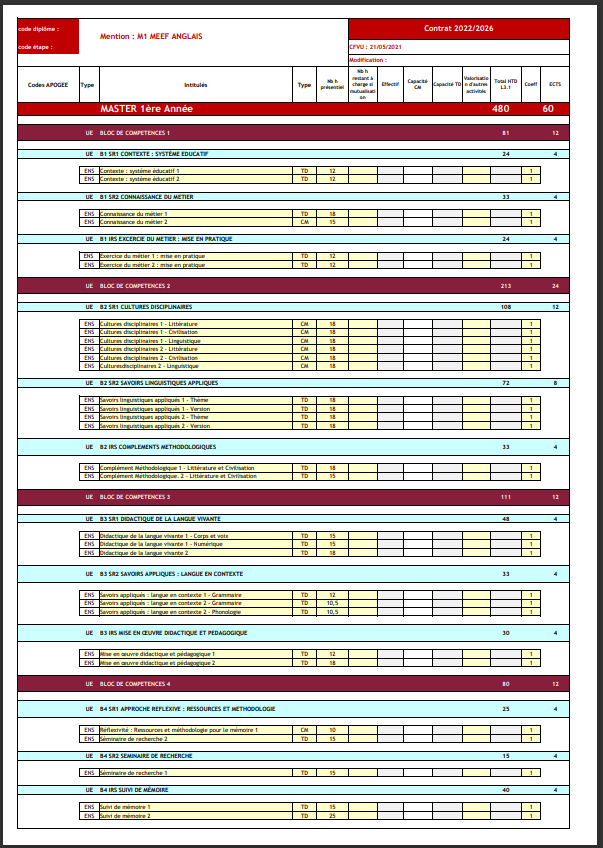 code diplôme :
Mention : M1 MEEF ANGLAIS
Contrat 2022/2026
code étape :
CFVU : 21/05/2021
Modification :
Codes APOGEE Type Intitulés Type Nb h présentiel Nb h restant à charge si mutualisation Effectif Capacité CM Capacité TD Valorisation d'autres activités Total HTD L3.1 Coeff ECTS
MASTER 1ère Année 480 60
UE BLOC DE COMPETENCES 1 81 12
UE B1 SR1 CONTEXTE : SYSTÈME EDUCATIF 24 4
ENS Contexte : système éducatif 1 TD 12 1
ENS Contexte : système éducatif 2 TD 12 1
UE B1 SR2 CONNAISSANCE DU METIER 33 4
ENS Connaissance du métier 1 TD 18 1
ENS Connaissance du métier 2 CM 15 1
UE B1 IRS EXCERCIE DU METIER : MISE EN PRATIQUE 24 4
ENS Exercice du métier 1 : mise en pratique TD 12 1
ENS Exercice du métier 2 : mise en pratique TD 12 1
UE BLOC DE COMPETENCES 2 213 24
UE B2 SR1 CULTURES DISCIPLINAIRES 108 12
ENS Cultures disciplinaires 1 - Littérature CM 18 1
ENS Cultures disciplinaires 1 - Civilisation CM 18 1
ENS Cultures disciplinaires 1 - Linguistique CM 18 1
ENS Cultures disciplinaires 2 - Littérature CM 18 1
ENS Cultures disciplinaires 2 - Civilisation CM 18 1
ENS Culturesdisciplinaires 2 - Linguistique CM 18 1
UE B2 SR2 SAVOIRS LINGUISTIQUES APPLIQUES 72 8
ENS Savoirs linguistiques appliqués 1 - Thème TD 18 1
ENS Savoirs linguistiques appliqués 1 - Version TD 18 1
ENS Savoirs linguistiques appliqués 2 - Thème TD 18 1
ENS Savoirs linguistiques appliqués 2 - Version TD 18 1
UE B2 IRS COMPLEMENTS METHODOLOGIQUES 33 4
ENS Complément Méthodologique 1 - Littérature et Civilisation TD 18 1
ENS Complément Méthodologique. 2 - Littérature et Civilisation TD 15 1
UE BLOC DE COMPETENCES 3 111 12
UE B3 SR1 DIDACTIQUE DE LA LANGUE VIVANTE 48 4
ENS Didactique de la langue vivante 1 - Corps et voix TD 15 1
ENS Didactique de la langue vivante 1 - Numérique TD 15 1
ENS Didactique de la langue vivante 2 TD 18 1
UE B3 SR2 SAVOIRS APPLIQUES : LANGUE EN CONTEXTE 33 4
ENS Savoirs appliqués : langue en contexte 1 - Grammaire TD 12 1
ENS Savoirs appliqués : langue en contexte 2 - Grammaire TD 10,5 1
ENS Savoirs appliqués : langue en contexte 2 - Phonologie TD 10,5 1
UE B3 IRS MISE EN ŒUVRE DIDACTIQUE ET PEDAGOGIQUE 30 4
ENS Mise en œuvre didactique et pédagogique 1 TD 12 1
ENS Mise en œuvre didactique et pédagogique 2 TD 18 1
UE BLOC DE COMPETENCES 4 80 12
UE B4 SR1 APPROCHE REFLEXIVE : RESSOURCES ET METHODOLOGIE 25 4
ENS Réflexivité : Ressources et méthodologie pour le mémoire 1 CM 10 1
ENS Séminaire de recherche 2 TD 15 1
UE B4 SR2 SEMINAIRE DE RECHERCHE 15 4
ENS Séminaire de recherche 1 TD 15 1
UE B4 IRS SUIVI DE MÉMOIRE 40 4
ENS Suivi de mémoire 1 TD 15 1
ENS Suivi de mémoire 2 TD 25 1